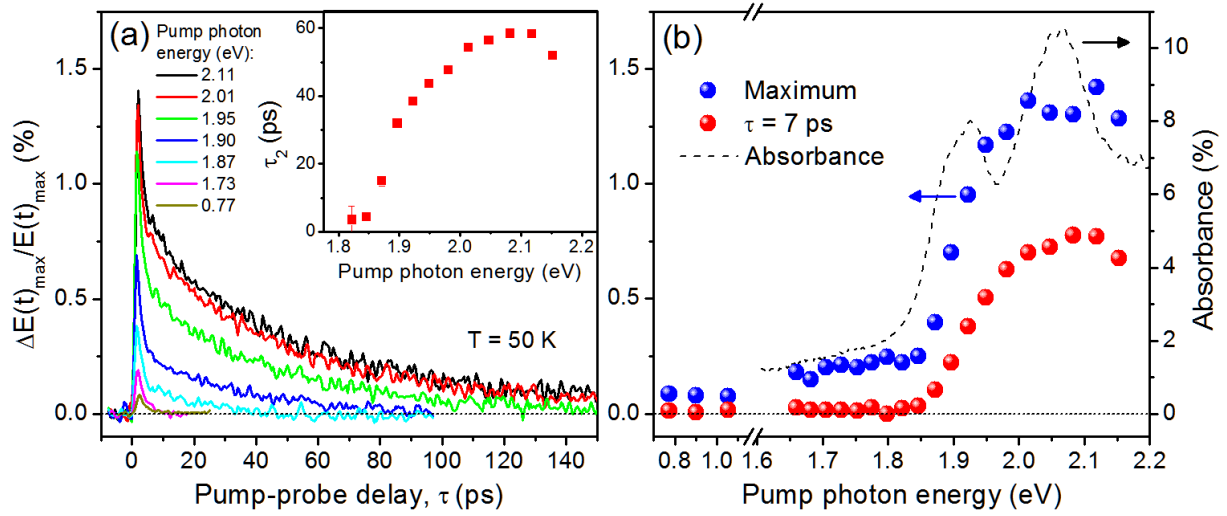 (a)
Pump photon
energy (eV):
2.11
2.01
1.95
1.90
1.87
1.73
0.77
T = 50 K
ΔE(t)max/E(t)max (%)
1.5
1.0
0.5
0.0
0 20 40 60 80 100 120 140
Pump-probe delay, τ (ps)
τ2 (ps)
60
40
20
0
1.8 1.9 2.0 2.1 2.2
Pump photon energy (eV)
(b)
Maximum
τ = 7 ps
Absorbance
1.5
1.0
0.5
0.0
0.8 1.0 1.6 1.7 1.8 1.9 2.0 2.1 2.2
Pump photon energy (eV)
10
8
6
4
2
0
Absorbance (%)